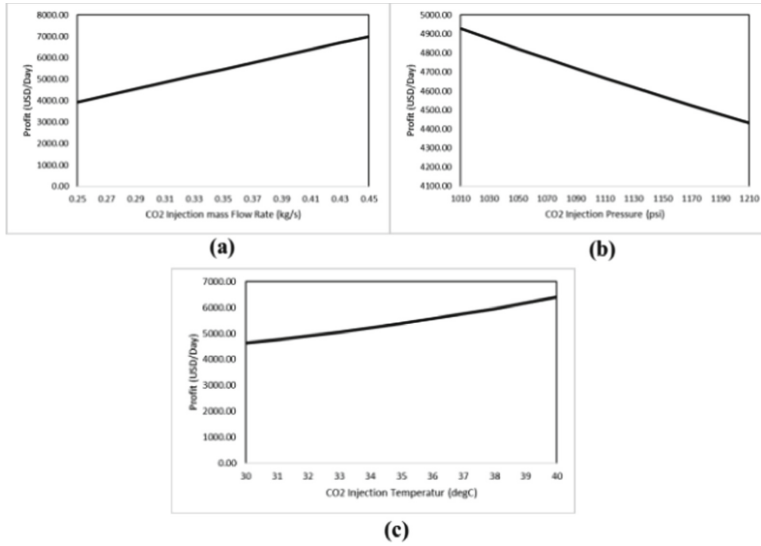 8000.00
7000.00
6000.00
5000.00
4000.00
3000.00
2000.00
1000.00
0.00
Profit (USD/Day)
0.25 0.27 0.29 0.31 0.33 0.35 0.37 0.39 0.41 0.43 0.45
CO2 Injection mass Flow Rate (kg/s)
(a)
5000.00
4900.00
4800.00
4700.00
4600.00
4500.00
4400.00
4300.00
4200.00
4100.00
Profit (USD/Day)
1010 1030 1050 1070 1090 1110 1130 1150 1170 1190 1210
CO2 Injection Pressure (psi)
(b)
7000.00
6000.00
5000.00
4000.00
3000.00
2000.00
1000.00
0.00
Profit (USD/Day)
30 31 32 33 34 35 36 37 38 39 40
CO2 Injection Temperatur (degC)
(c)